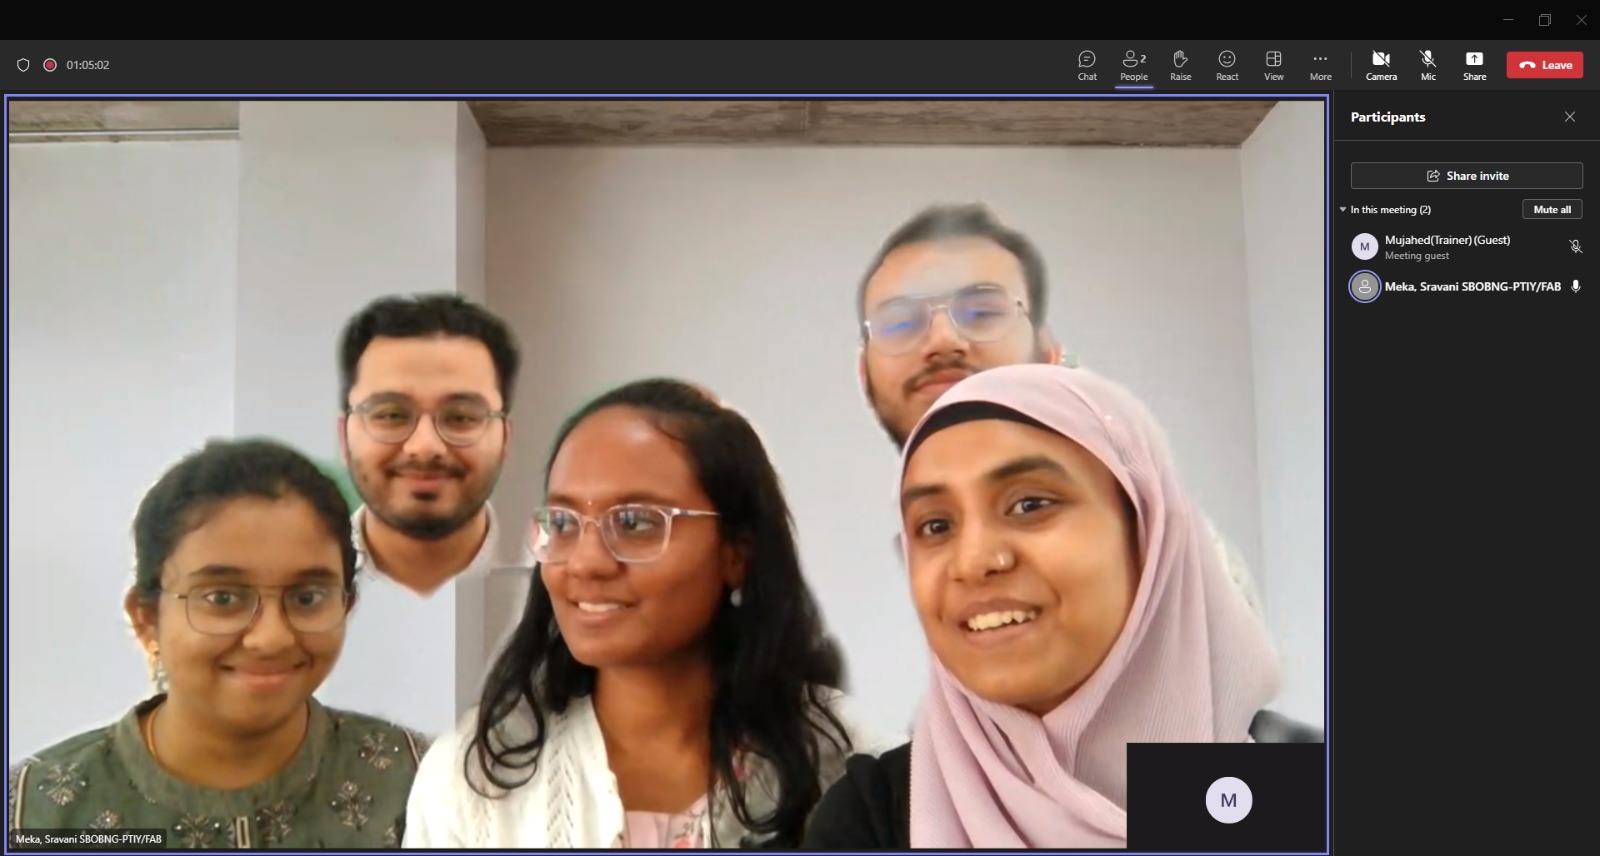 01:05:02
Chat
People
2
Raise
React
View
More
Camera
Mic
Share
Leave
Participants
Share invite
In this meeting (2)
Mute all
M
Mujahed(Trainer) (Guest)
Meeting guest
Meka, Sravani SBOBNG-PTIY/FAB
Meka, Sravani SBOBNG-PTIY/FAB
M